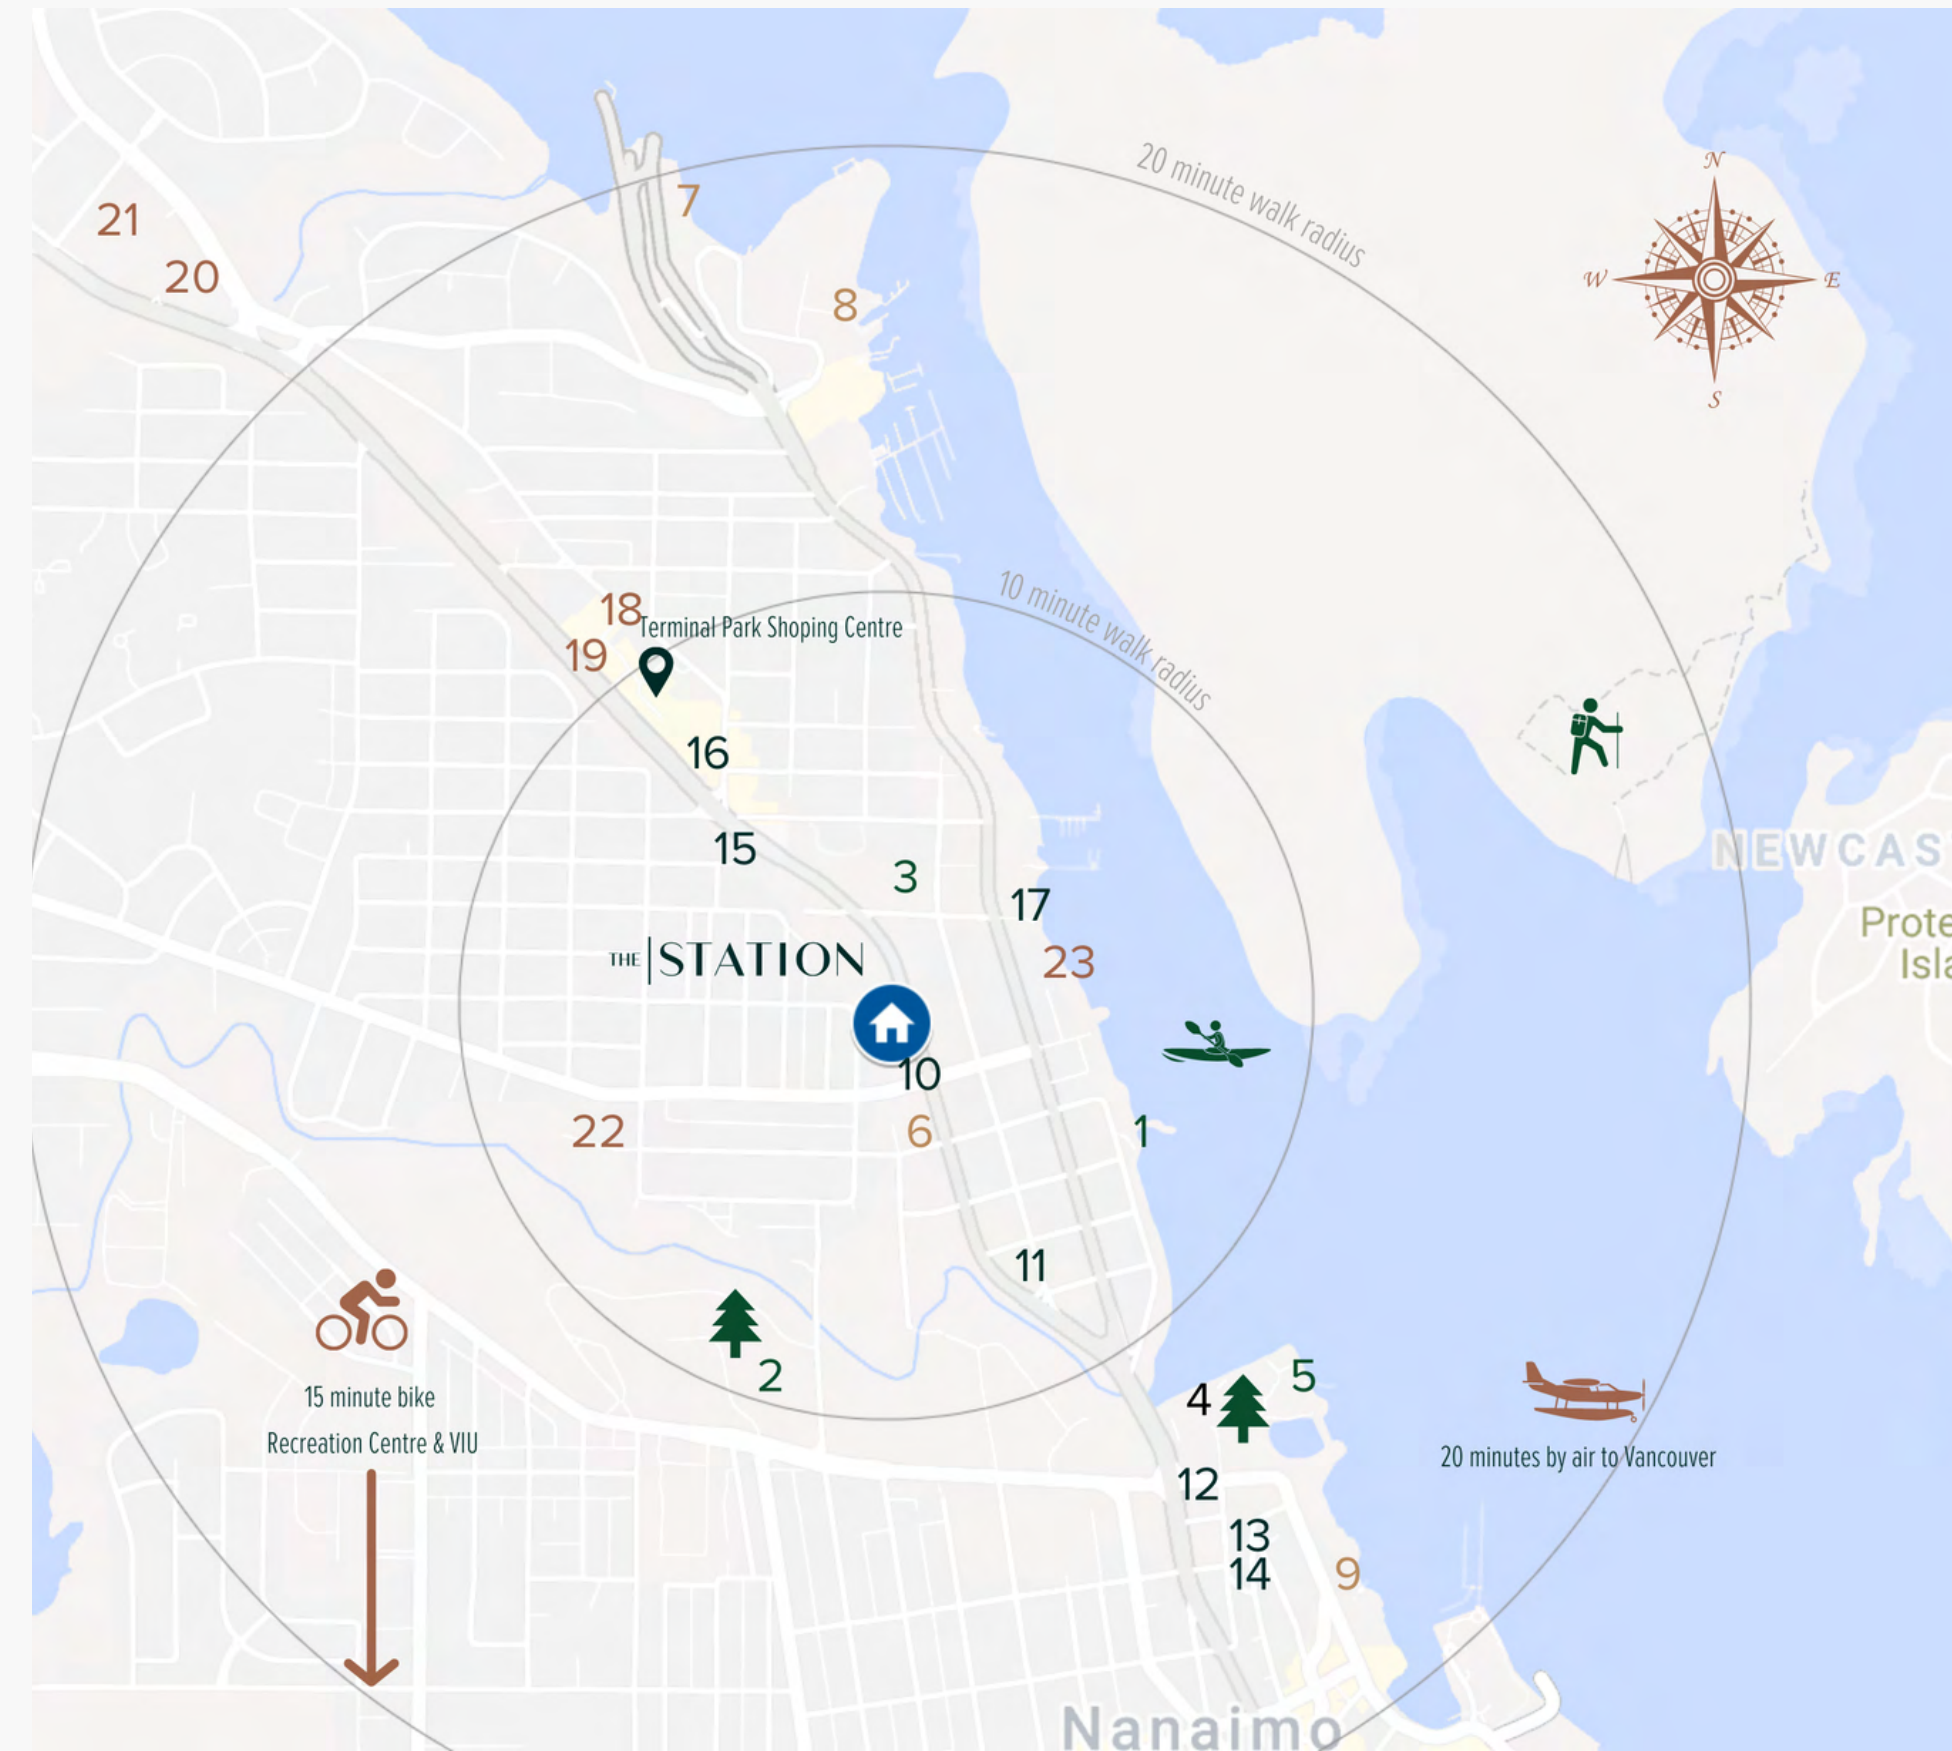 N
20 minute walk radius
7
21
20
W
E
8
S
10 minute walk radius
18
Terminal Park Shoping Centre
19
16
15
NEWCAS
3
17
Prote
Isla
THE | STATION
23
10
22
6
1
11
2
4
5
15 minute bike
Recreation Centre & VIU
20 minutes by air to Vancouver
12
13
14
9
Nanaimo